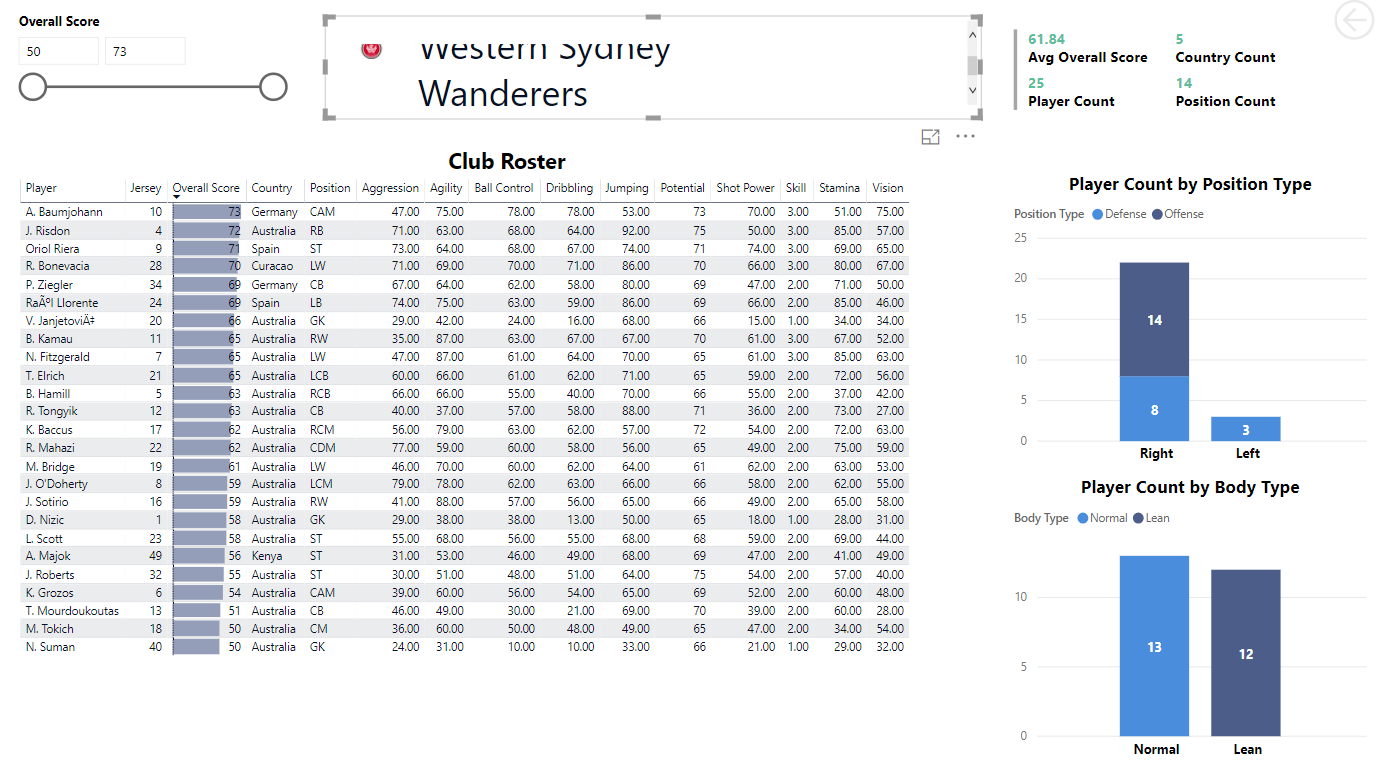 Overall Score
50 73
Western Sydney
Wanderers
61.84 5
Avg Overall Score Country Count
25 14
Player Count Position Count
Club Roster
Player Jersey Overall Score Country Position Aggression Agility Ball Control Dribbling Jumping Potential Shot Power Skill Stamina Vision
A. Baumjohann 10 73 Germany CAM 47.00 75.00 78.00 78.00 53.00 73 70.00 3.00 51.00 75.00
J. Risdon 4 72 Australia RB 71.00 63.00 68.00 64.00 92.00 75 50.00 3.00 85.00 57.00
Oriol Riera 9 71 Spain ST 73.00 64.00 68.00 67.00 74.00 71 74.00 3.00 69.00 65.00
R. Bonevacia 28 70 Curacao LW 71.00 69.00 70.00 71.00 86.00 70 66.00 3.00 80.00 67.00
P. Ziegler 34 69 Germany CB 67.00 64.00 62.00 58.00 80.00 69 47.00 2.00 71.00 50.00
RaÃºl Llorente 24 69 Spain LB 74.00 75.00 63.00 59.00 86.00 69 66.00 2.00 85.00 46.00
V. JanjetoviÄ‡ 20 66 Australia GK 29.00 42.00 24.00 16.00 68.00 66 15.00 1.00 34.00 34.00
B. Kamau 11 65 Australia RW 35.00 87.00 63.00 67.00 67.00 70 61.00 3.00 67.00 52.00
N. Fitzgerald 7 65 Australia LW 47.00 87.00 61.00 64.00 70.00 65 61.00 3.00 85.00 63.00
T. Elrich 21 65 Australia LCB 60.00 66.00 61.00 62.00 71.00 65 59.00 2.00 72.00 56.00
B. Hamill 5 63 Australia RCB 66.00 66.00 55.00 40.00 70.00 66 55.00 2.00 37.00 42.00
R. Tongyik 12 63 Australia CB 40.00 37.00 57.00 58.00 88.00 71 36.00 2.00 73.00 27.00
K. Baccus 17 62 Australia RCM 56.00 79.00 63.00 62.00 57.00 72 54.00 2.00 72.00 63.00
R. Mahazi 22 62 Australia CDM 77.00 59.00 60.00 58.00 56.00 65 49.00 2.00 75.00 59.00
M. Bridge 19 61 Australia LW 46.00 70.00 60.00 62.00 64.00 61 62.00 2.00 63.00 53.00
J. O'Doherty 8 59 Australia LCM 79.00 78.00 62.00 63.00 66.00 66 58.00 2.00 62.00 55.00
J. Sotirio 16 59 Australia RW 41.00 88.00 57.00 56.00 65.00 66 49.00 2.00 65.00 58.00
D. Nizic 1 58 Australia GK 29.00 38.00 38.00 13.00 50.00 65 18.00 1.00 28.00 31.00
L. Scott 23 58 Australia ST 55.00 68.00 56.00 55.00 68.00 68 59.00 2.00 69.00 44.00
A. Majok 49 56 Kenya ST 31.00 53.00 46.00 49.00 68.00 69 47.00 2.00 41.00 49.00
J. Roberts 32 55 Australia ST 30.00 51.00 48.00 51.00 64.00 75 54.00 2.00 57.00 40.00
K. Grozos 6 54 Australia CAM 39.00 60.00 56.00 54.00 65.00 69 52.00 2.00 60.00 48.00
T. Mourdoukoutas 13 51 Australia CB 46.00 49.00 30.00 21.00 69.00 70 39.00 2.00 60.00 28.00
M. Tokich 18 50 Australia CM 36.00 60.00 50.00 48.00 49.00 65 47.00 2.00 34.00 54.00
N. Suman 40 50 Australia GK 24.00 31.00 10.00 10.00 33.00 66 21.00 1.00 29.00 32.00
Player Count by Position Type
Position Type Defense Offense
25
20
15
10
5
0
14
8
3
Right Left
Player Count by Body Type
Body Type Normal Lean
10
5
0
13 12
Normal Lean